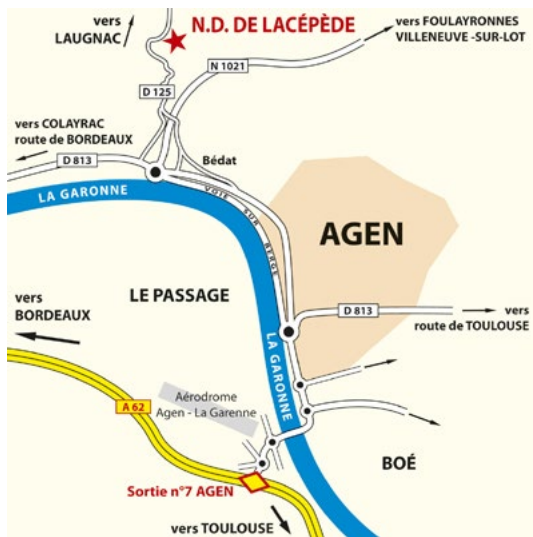 vers
LAUGNAC
N.D. DE LACÉPÈDE
vers FOULAYRONNES
VILLENEUVE -SUR-LOT
N 1021
D 125
vers COLAYRAC
route de BORDEAUX
D 813
Bédat
LA GARONNE
VOIE SUR BERGE
AGEN
LE PASSAGE
vers
BORDEAUX
D 813
vers
route de TOULOUSE
LA GARONNE
A 62
Aérodrome
Agen - La Garenne
BOÉ
Sortie n°7 AGEN
vers TOULOUSE